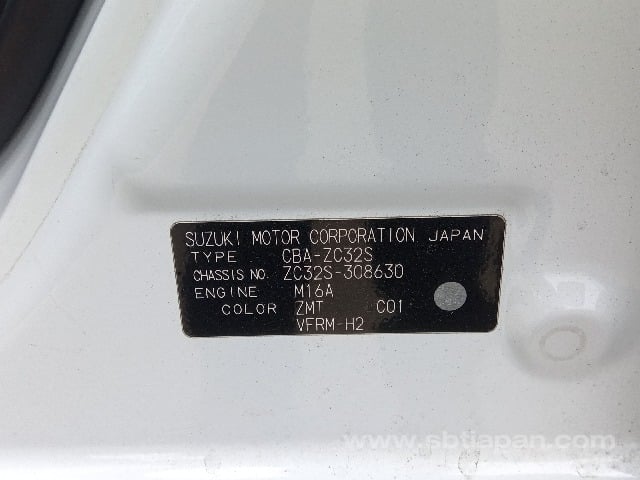 SUZUKI MOTOR CORPORATION JAPAN
TYPE CBA-ZC32S
CHASSIS NO. ZC32S-308630
ENGINE M16A
COLOR ZMT C01
VFRM-H2
www.sbtjapan.com